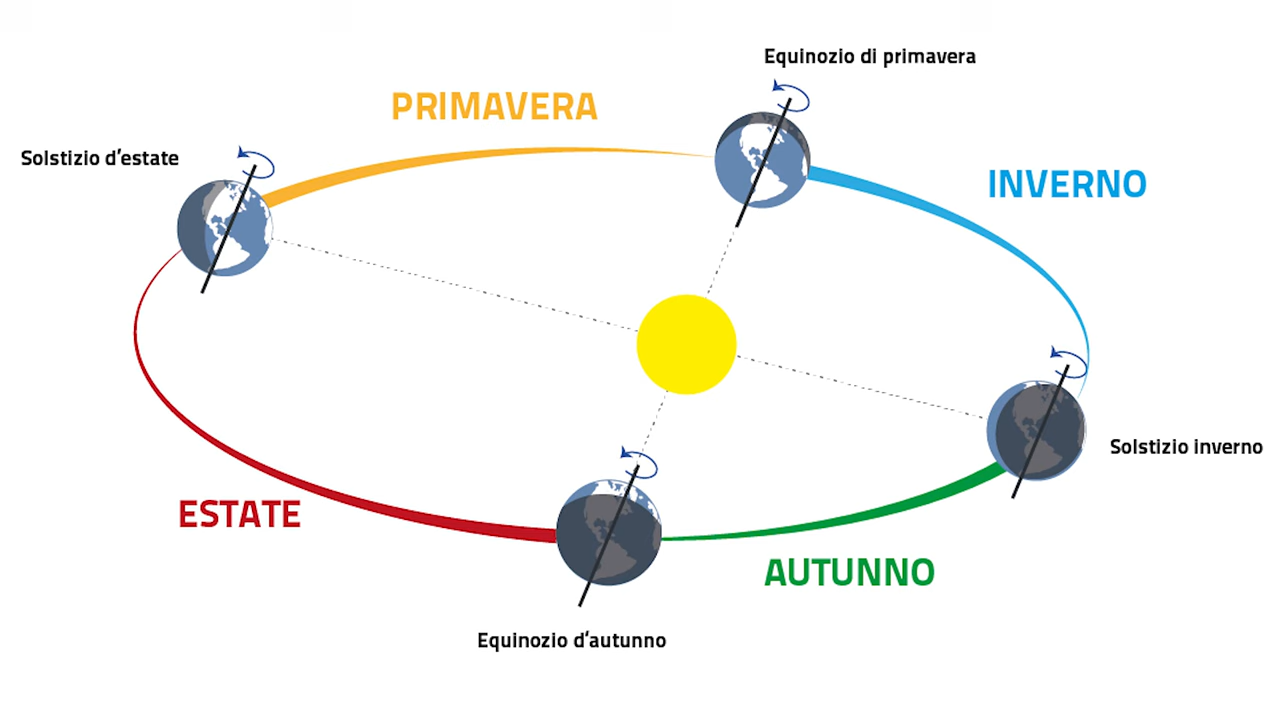 Equinozio di primavera
PRIMAVERA
Solstizio d'estate
INVERNO
Solstizio inverno
ESTATE
AUTUNNO
Equinozio d'autunno